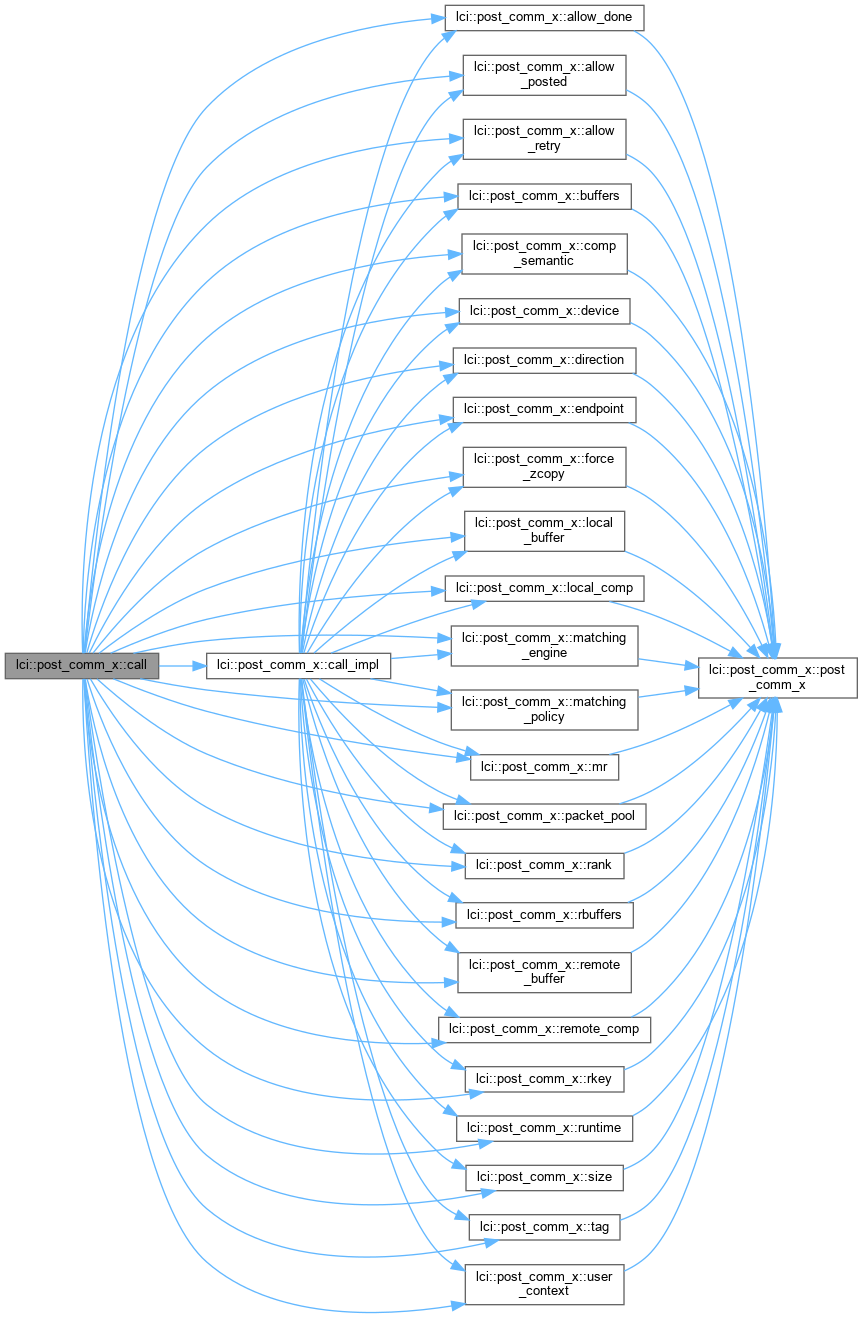 lci::post_comm_x::call
lci::post_comm_x::call_impl
lci::post_comm_x::allow_done
lci::post_comm_x::allow
_posted
lci::post_comm_x::allow
_retry
lci::post_comm_x::buffers
lci::post_comm_x::comp
_semantic
lci::post_comm_x::device
lci::post_comm_x::direction
lci::post_comm_x::endpoint
lci::post_comm_x::force
_zcopy
lci::post_comm_x::local
_buffer
lci::post_comm_x::local_comp
lci::post_comm_x::matching
_engine
lci::post_comm_x::matching
_policy
lci::post_comm_x::mr
lci::post_comm_x::packet_pool
lci::post_comm_x::rank
lci::post_comm_x::rbuffers
lci::post_comm_x::remote
_buffer
lci::post_comm_x::remote_comp
lci::post_comm_x::rkey
lci::post_comm_x::runtime
lci::post_comm_x::size
lci::post_comm_x::tag
lci::post_comm_x::user
_context
lci::post_comm_x::post
_comm_x